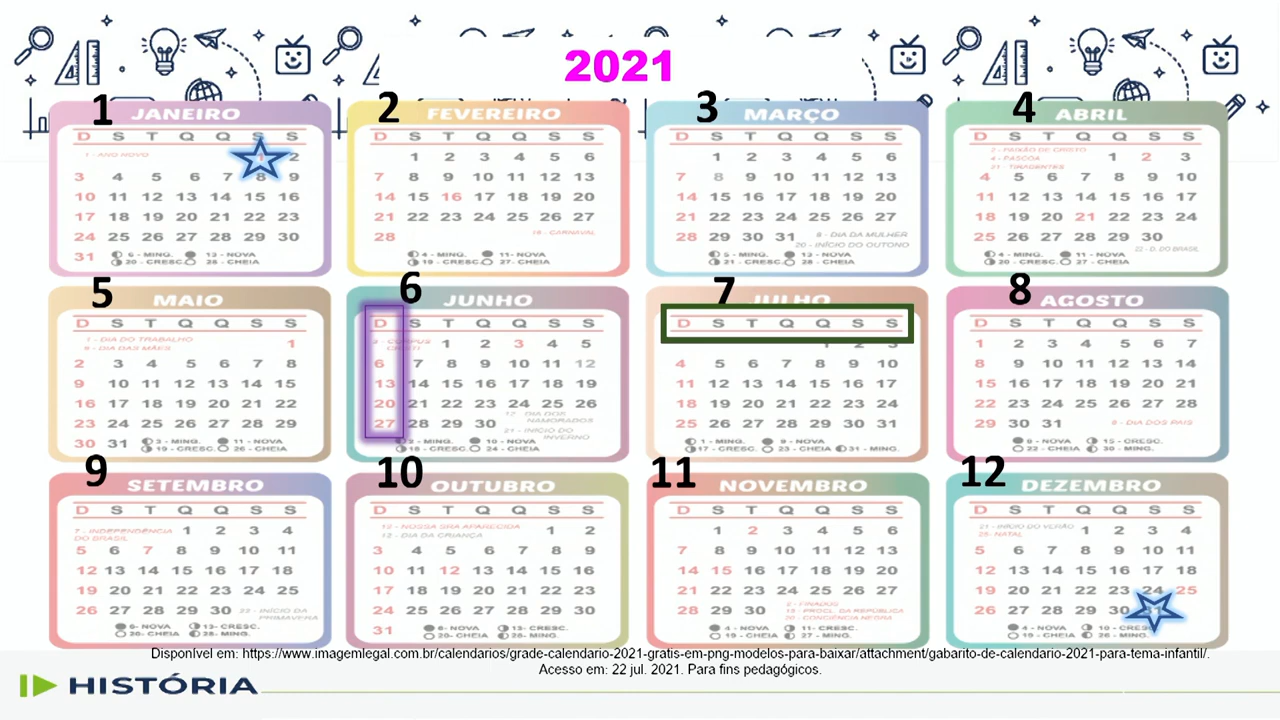 2021
1 JANEIRO
D S T Q Q S S
1 - ANO NOVO 2
3 4 5 6 7 8
10 11 12 13 14 15 16
17 18 19 20 21 22 23
24 25 26 27 28 29 30
31 6 - MING. 13 - NOVA
20 - CRESC. 28 - CHEIA
2 FEVEREIRO
D S T Q Q S S
1 2 3 4 5 6
7 8 9 10 11 12 13
14 15 16 17 18 19 20
21 22 23 24 25 26 27
28 16 - CARNAVAL
4 - MING. 11 - NOVA
19 - CRESC. 27 - CHEIA
3 MARÇO
D S T Q Q S S
1 2 3 4 5 6
7 8 9 10 11 12 13
14 15 16 17 18 19 20
21 22 23 24 25 26 27
28 29 30 31 8 - DIA DA MULHER
20 - INÍCIO DO OUTONO
5 - MING. 13 - NOVA
21 - CRESC. 27 - CHEIA
4 ABRIL
D S T Q Q S S
2 - PAIXÃO DE CRISTO
4 - PASCOA 1 2 3
21 - TIRADENTES
4 5 6 7 8 9 10
11 12 13 14 15 16 17
18 19 20 21 22 23 24
25 26 27 28 29 30
22 - D. DO BRASIL
4 - MING. 11 - NOVA
20 - CRESC. 27 - CHEIA
5 MAIO
D S T Q Q S S
1 - DIA DO TRABALHO 1
9 - DIA DAS MÃES
2 3 4 5 6 7 8
9 10 11 12 13 14 15
16 17 18 19 20 21 22
23 24 25 26 27 28 29
30 31 3 - MING. 11 - NOVA
19 - CRESC. 26 - CHEIA
6 JUNHO
D S T Q Q S S
3 - CORPUS CRISTI 1 2 3 4 5
6 7 8 9 10 11 12
13 14 15 16 17 18 19
20 21 22 23 24 25 26
27 28 29 30 12 - DIA DOS
NAMORADOS
21 - INÍCIO DO
INVERNO
2 - MING. 10 - NOVA
18 - CRESC. 24 - CHEIA
7 JULHO
D S T Q Q S S
1 2 3
4 5 6 7 8 9 10
11 12 13 14 15 16 17
18 19 20 21 22 23 24
25 26 27 28 29 30 31
1 - MING. 9 - NOVA
17 - CRESC. 23 - CHEIA 31 - MING.
8 AGOSTO
D S T Q Q S S
1 2 3 4 5 6 7
8 9 10 11 12 13 14
15 16 17 18 19 20 21
22 23 24 25 26 27 28
29 30 31 8 - DIA DOS PAIS
8 - NOVA 15 - CRESC.
22 - CHEIA 30 - MING.
9 SETEMBRO
D S T Q Q S S
7 - INDEPENDÊNCIA 1 2 3 4
DO BRASIL
5 6 7 8 9 10 11
12 13 14 15 16 17 18
19 20 21 22 23 24 25
26 27 28 29 30 22 - INÍCIO DA
PRIMAVERA
NOVA 13 - CRESC.
20 - CHEIA 28 - MING.
10 OUTUBRO
D S T Q Q S S
12 - NOSSA SRA APARECIDA 1 2
12 - DIA DA CRIANÇA
3 4 5 6 7 8 9
10 11 12 13 14 15 16
17 18 19 20 21 22 23
24 25 26 27 28 29 30
31 6 - NOVA 13 - CRESC.
20 - CHEIA 28 - MING.
11 NOVEMBRO
D S T Q Q S S
1 2 3 4 5 6
7 8 9 10 11 12 13
14 15 16 17 18 19 20
21 22 23 24 25 26 27
28 29 30 2 - FINADOS
15 - PROCL. DA REPÚBLICA
20 - CONCIÊNCIA NEGRA
4 - NOVA 11 - CRESC.
19 - CHEIA 27 - MING.
12 DEZEMBRO
D S T Q Q S S
21 - INÍCIO DO VERÃO 1 2 3 4
25 - NATAL
5 6 7 8 9 10 11
12 13 14 15 16 17 18
19 20 21 22 23 24 25
26 27 28 29 30 31
4 - NOVA 10 - CRESC.
19 - CHEIA 26 - MING.
Disponível em: https://www.imagemlegal.com.br/calendarios/grade-calendario-2021-gratis-em-png-modelos-para-baixar/attachment/gabarito-de-calendario-2021-para-tema-infantil/.
Acesso em: 22 jul. 2021. Para fins pedagógicos.
HISTÓRIA